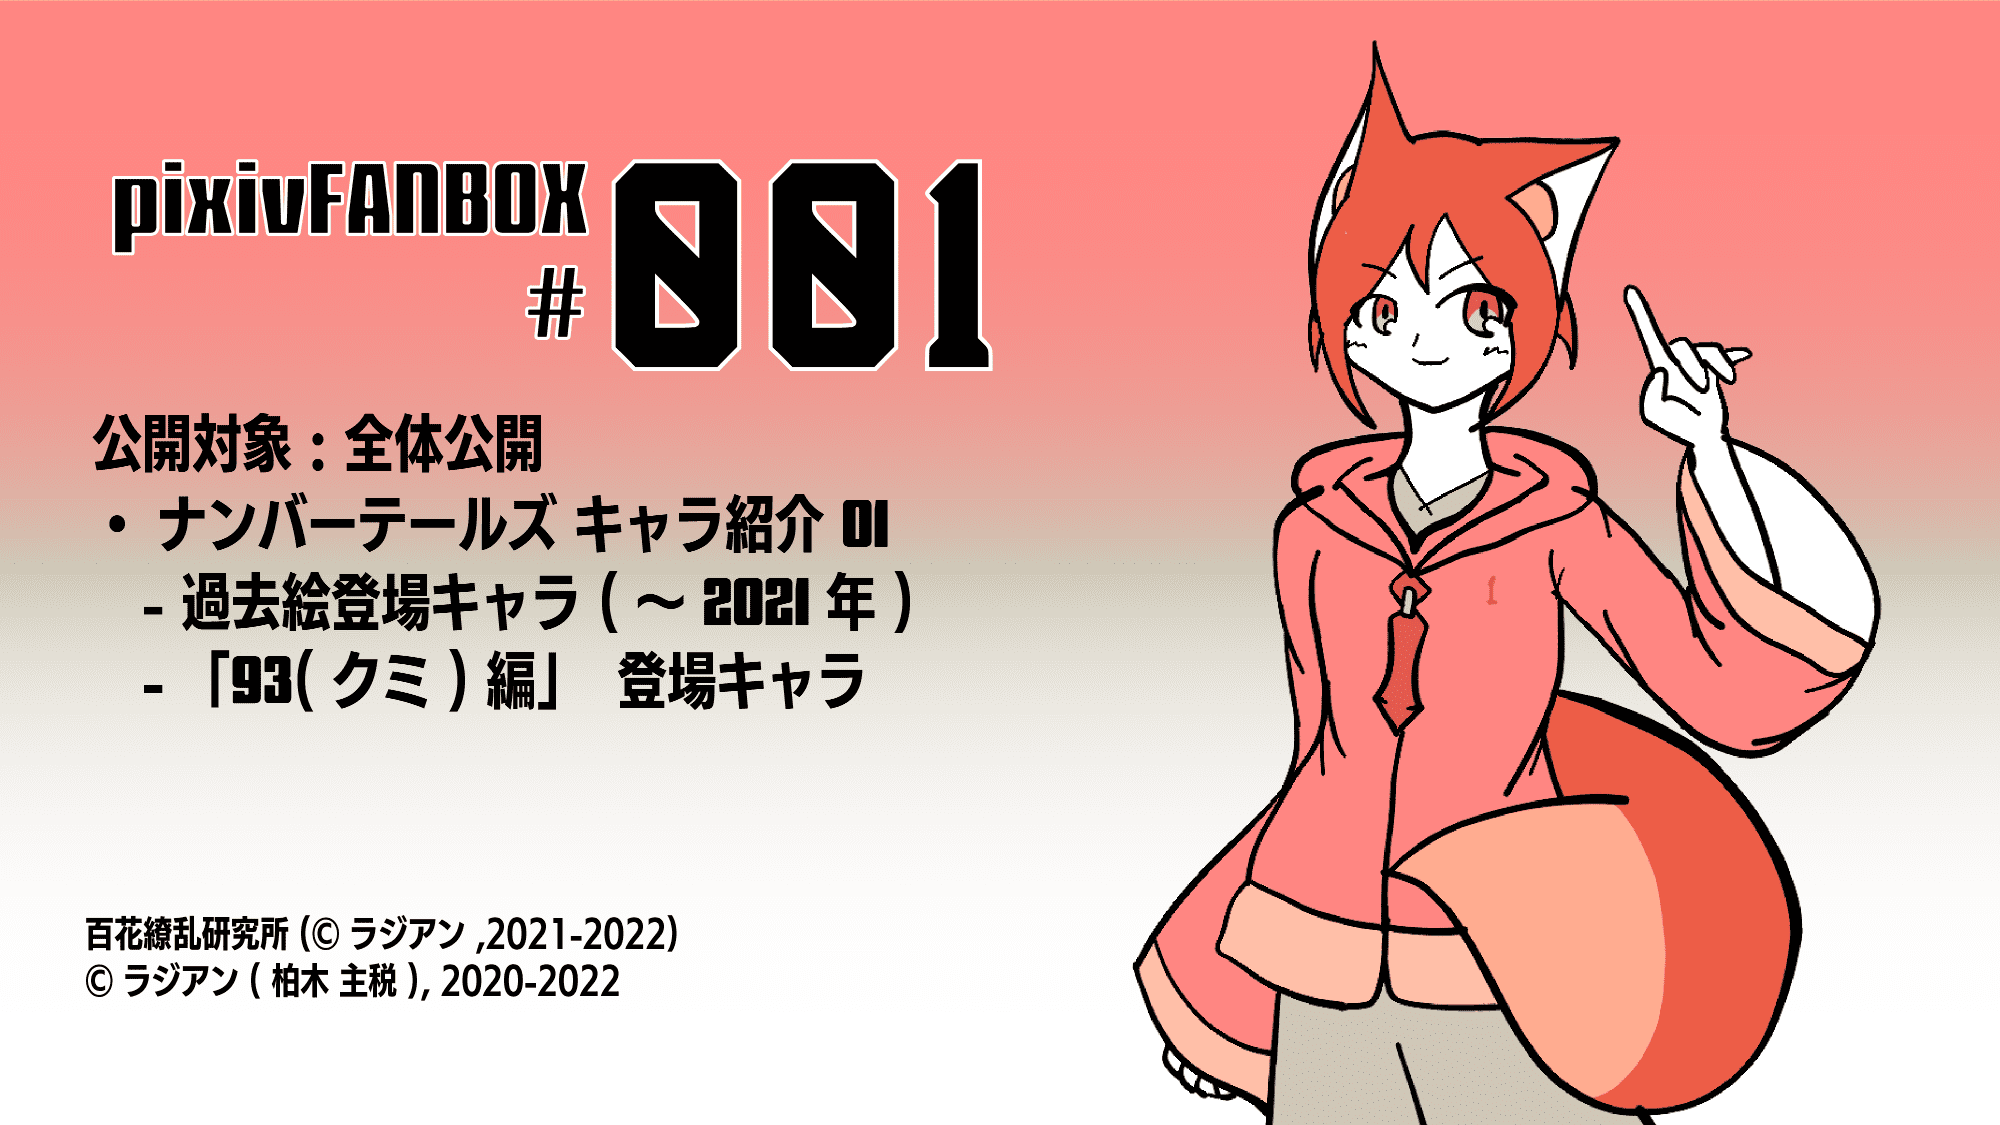 pixivFANBOX
#001
公開対象：全体公開
・ ナンバーテールズ キャラ紹介 01
- 過去絵登場キャラ ( ～ 2021 年 )
- 「93( クミ ) 編」 登場キャラ
百花繚乱研究所 (© ラジアン ,2021-2022)
© ラジアン ( 柏木 主税 ), 2020-2022
1